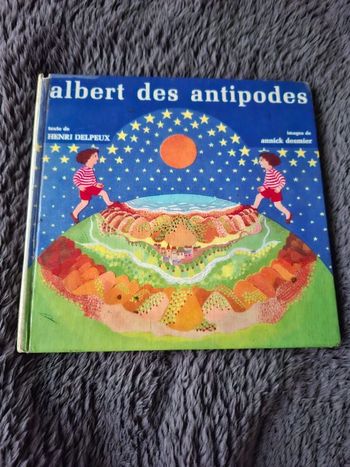 albert des antipodes
texte de
HENRI DELPEUX
images de
annick desmier